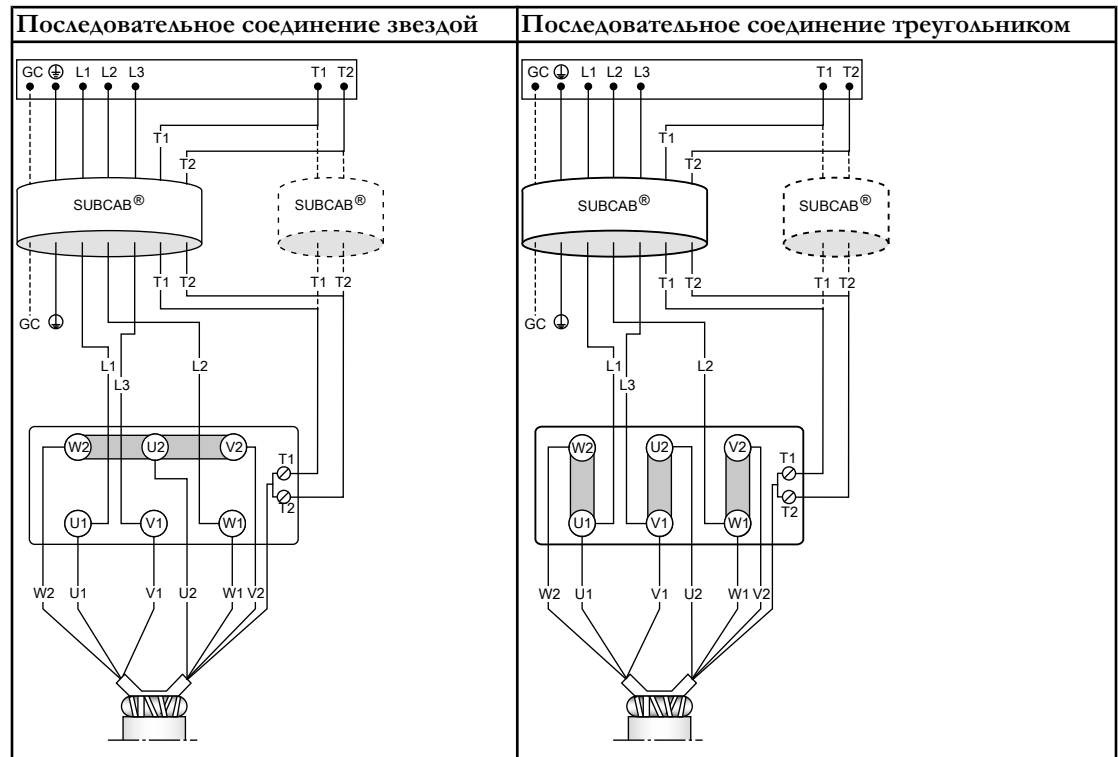 Последовательное соединение звездой
GC L1 L2 L3 T1 T2
T1
T2
SUBCAB® SUBCAB®
T1 T2 T1 T2
GC
L1 L2
L3
W2 U2 V2
T1
T2
U1 V1 W1
W2 U1 V1 U2 W1 V2
Последовательное соединение треугольником
GC L1 L2 L3 T1 T2
T1
T2
SUBCAB® SUBCAB®
T1 T2 T1 T2
GC
L1 L2
L3
W2 U2 V2
T1
T2
U1 V1 W1
W2 U1 V1 U2 W1 V2